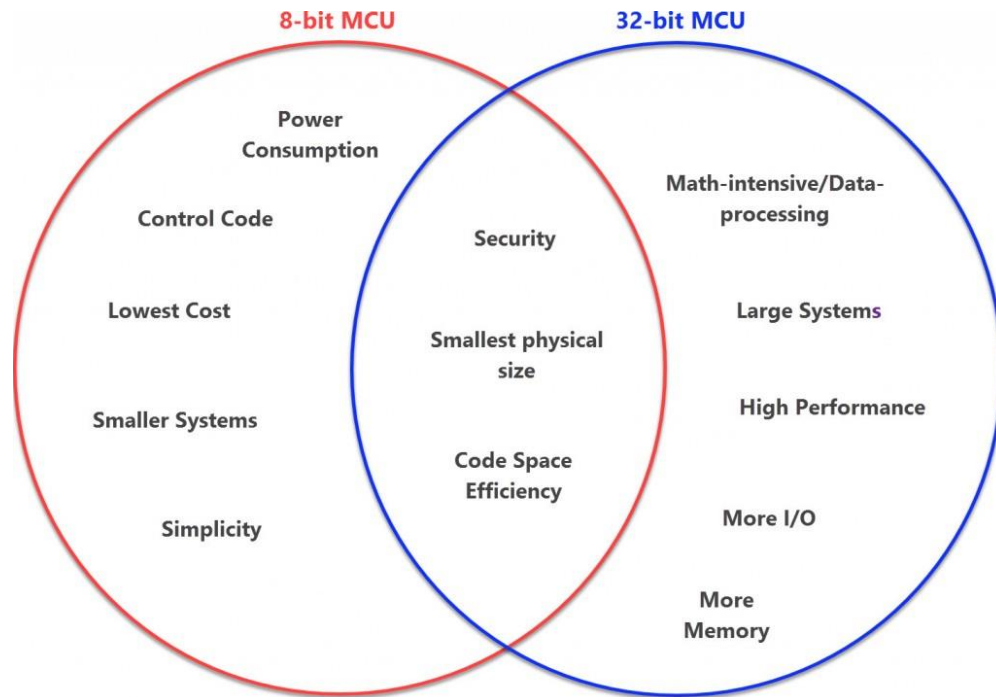 8-bit MCU
32-bit MCU
Power
Consumption
Control Code
Lowest Cost
Smaller Systems
Simplicity
Security
Smallest physical
size
Code Space
Efficiency
Math-intensive/Data-
processing
Large Systems
High Performance
More I/O
More
Memory